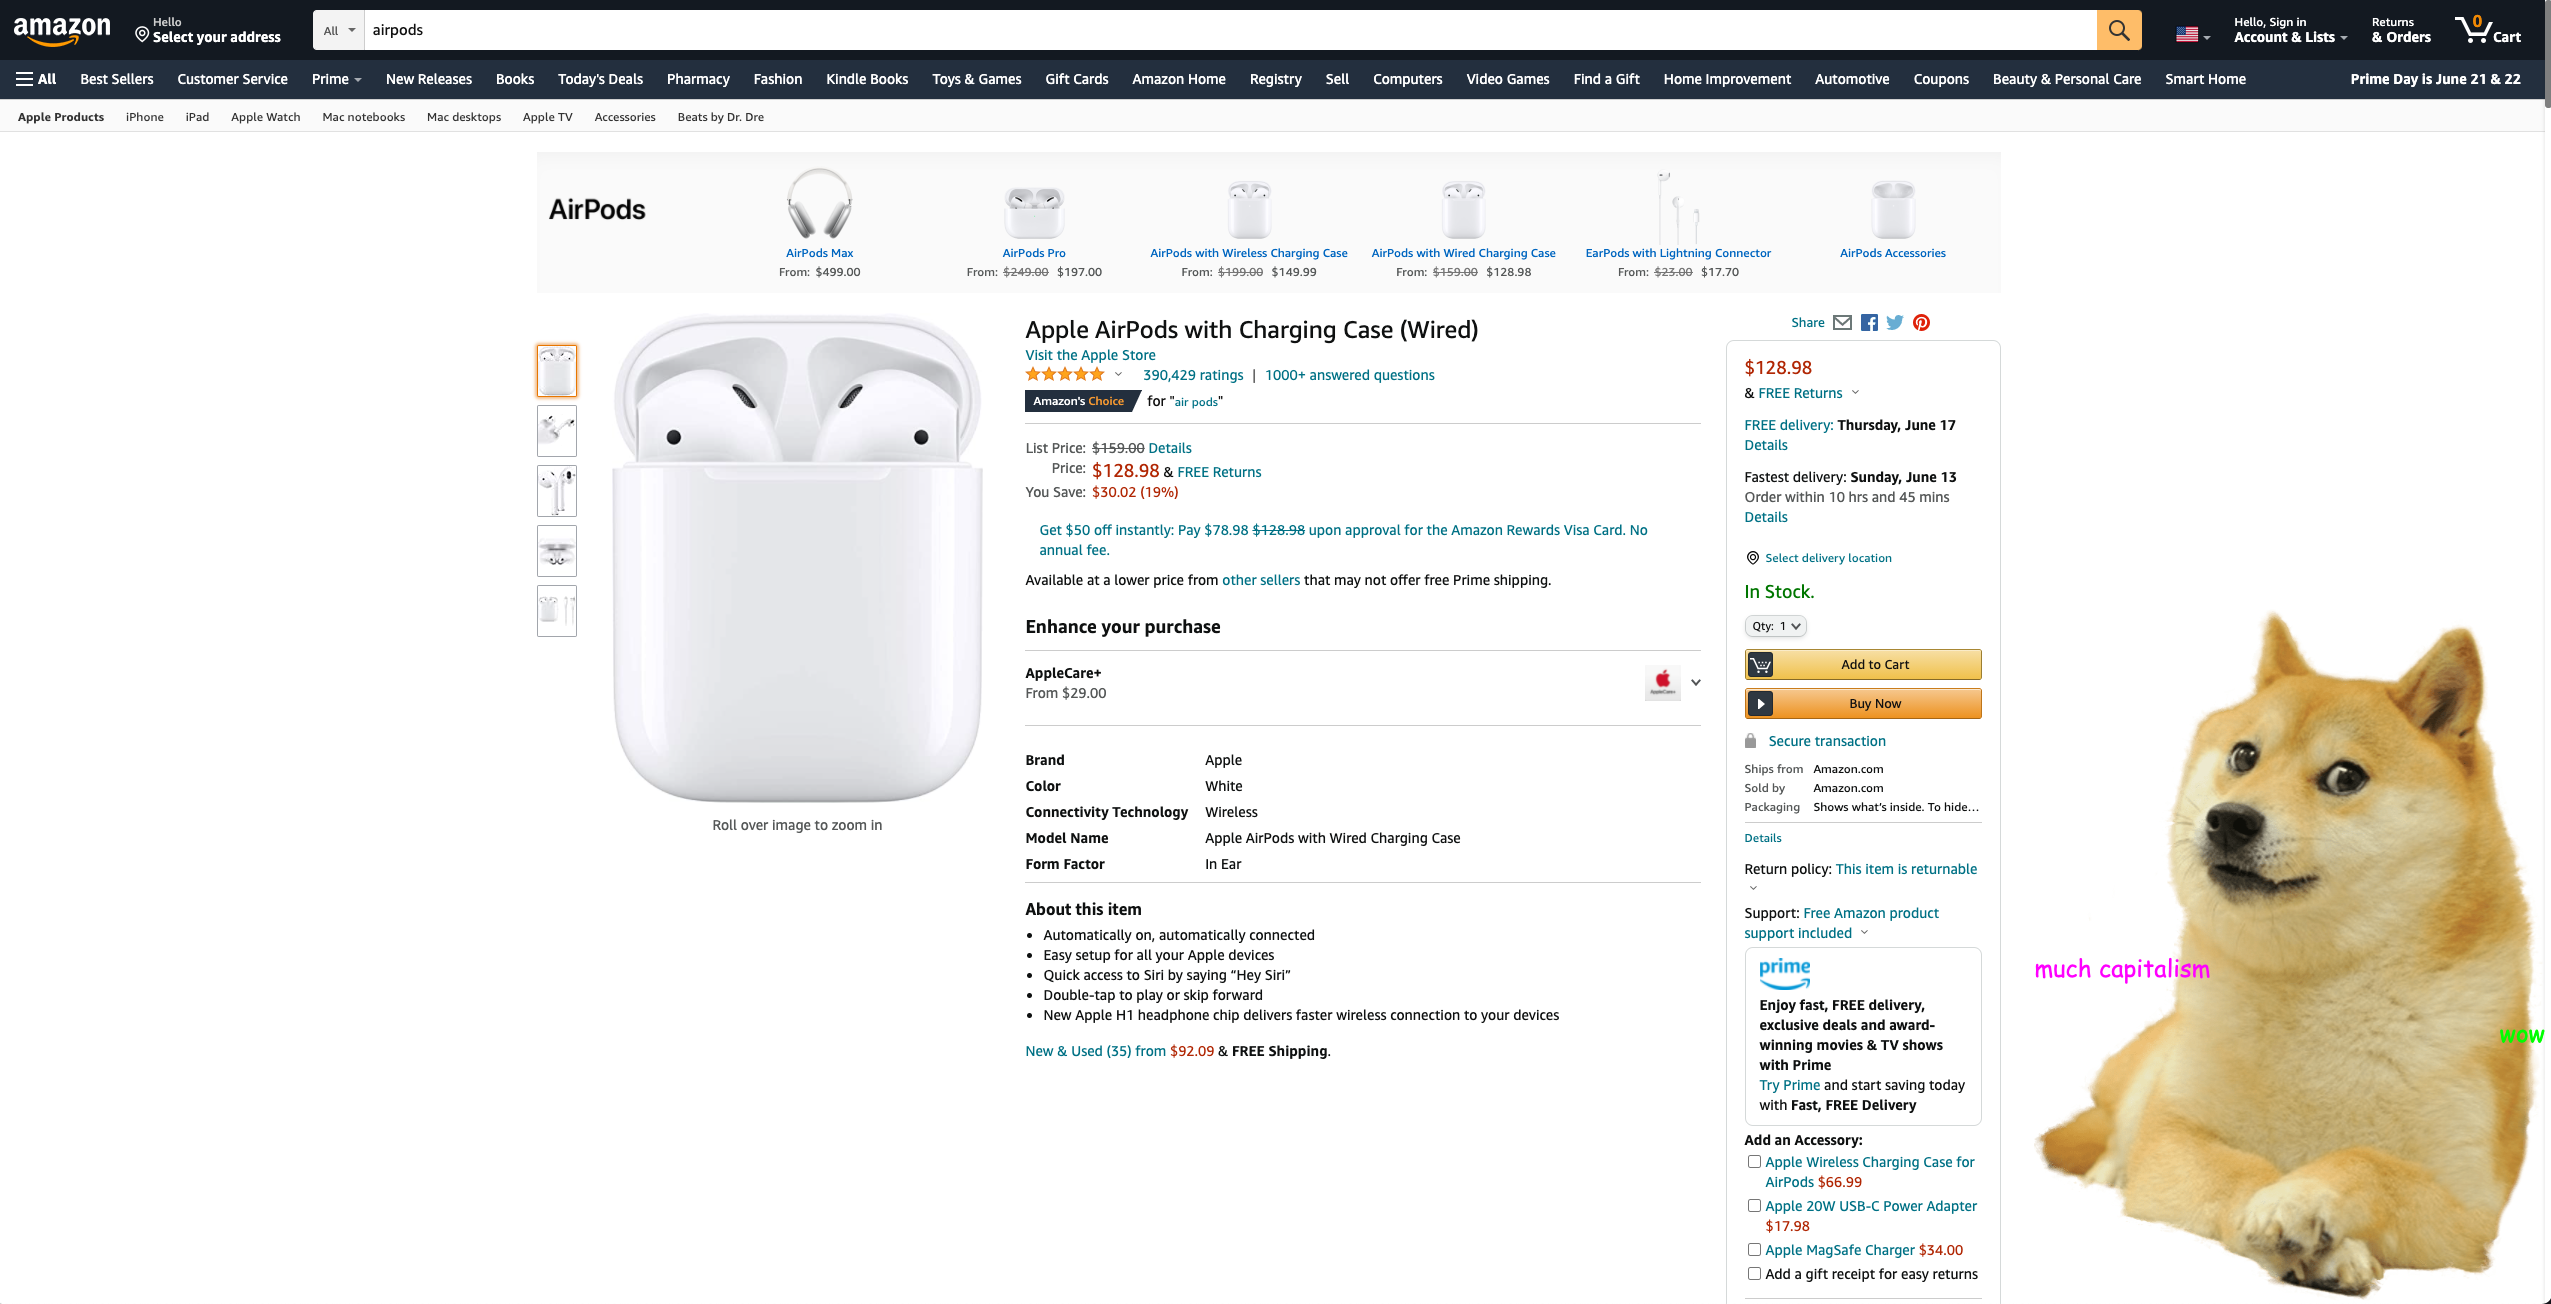 amazon
Hello
Select your address
All
airpods
Hello, Sign in
Account & Lists
Returns
& Orders
0
Cart
All
Best Sellers
Customer Service
Prime
New Releases
Books
Today's Deals
Pharmacy
Fashion
Kindle Books
Toys & Games
Gift Cards
Amazon Home
Registry
Sell
Computers
Video Games
Find a Gift
Home Improvement
Automotive
Coupons
Beauty & Personal Care
Smart Home
Prime Day is June 21 & 22
Apple Products
iPhone
iPad
Apple Watch
Mac notebooks
Mac desktops
Apple TV
Accessories
Beats by Dr. Dre
AirPods
AirPods Max
From: $499.00
AirPods Pro
From: $249.00 $197.00
AirPods with Wireless Charging Case
From: $199.00 $149.99
AirPods with Wired Charging Case
From: $159.00 $128.98
EarPods with Lightning Connector
From: $23.00 $17.70
AirPods Accessories
Roll over image to zoom in
Apple AirPods with Charging Case (Wired)
Visit the Apple Store
390,429 ratings | 1000+ answered questions
Amazon's Choice for "air pods"
List Price: $159.00 Details
Price: $128.98 & FREE Returns
You Save: $30.02 (19%)
Get $50 off instantly: Pay $78.98 $128.98 upon approval for the Amazon Rewards Visa Card. No
annual fee.
Available at a lower price from other sellers that may not offer free Prime shipping.
Enhance your purchase
AppleCare+
From $29.00
AppleCare+
Brand Apple
Color White
Connectivity Technology Wireless
Model Name Apple AirPods with Wired Charging Case
Form Factor In Ear
About this item
• Automatically on, automatically connected
• Easy setup for all your Apple devices
• Quick access to Siri by saying “Hey Siri”
• Double-tap to play or skip forward
• New Apple H1 headphone chip delivers faster wireless connection to your devices
New & Used (35) from $92.09 & FREE Shipping.
Share
$128.98
& FREE Returns
FREE delivery: Thursday, June 17
Details
Fastest delivery: Sunday, June 13
Order within 10 hrs and 45 mins
Details
Select delivery location
In Stock.
Qty: 1
Add to Cart
Buy Now
Secure transaction
Ships from Amazon.com
Sold by Amazon.com
Packaging Shows what's inside. To hide...
Details
Return policy: This item is returnable
Support: Free Amazon product
support included
prime
Enjoy fast, FREE delivery,
exclusive deals and award-
winning movies & TV shows
with Prime
Try Prime and start saving today
with Fast, FREE Delivery
Add an Accessory:
Apple Wireless Charging Case for
AirPods $66.99
Apple 20W USB-C Power Adapter
$17.98
Apple MagSafe Charger $34.00
Add a gift receipt for easy returns
much capitalism
wow